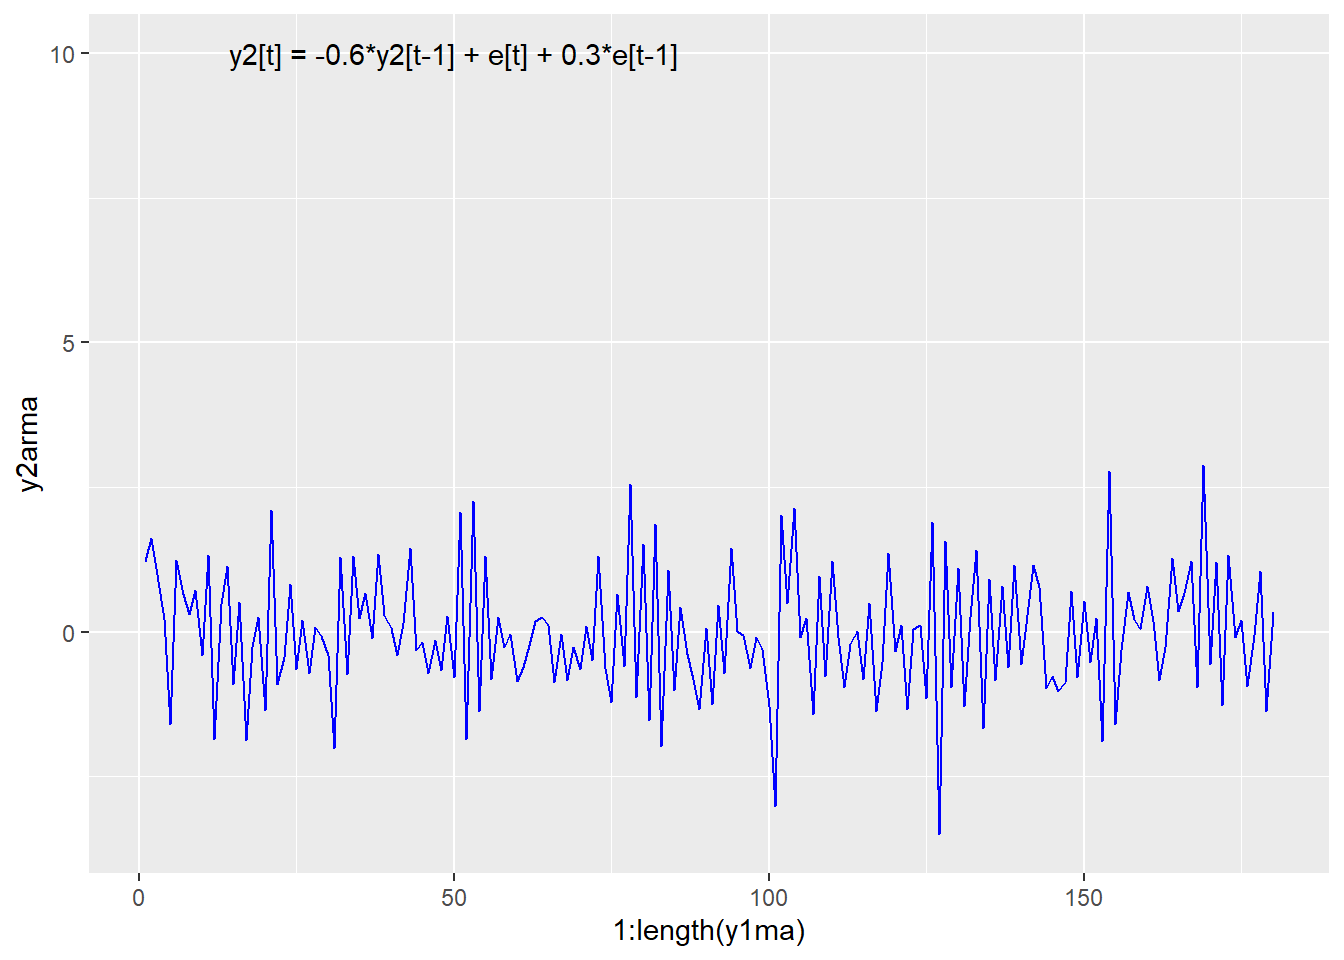 y2[t] = -0.6*y2[t-1] + e[t] + 0.3*e[t-1]
10
5
0
y2arma
0 50 100 150
1:length(y1ma)